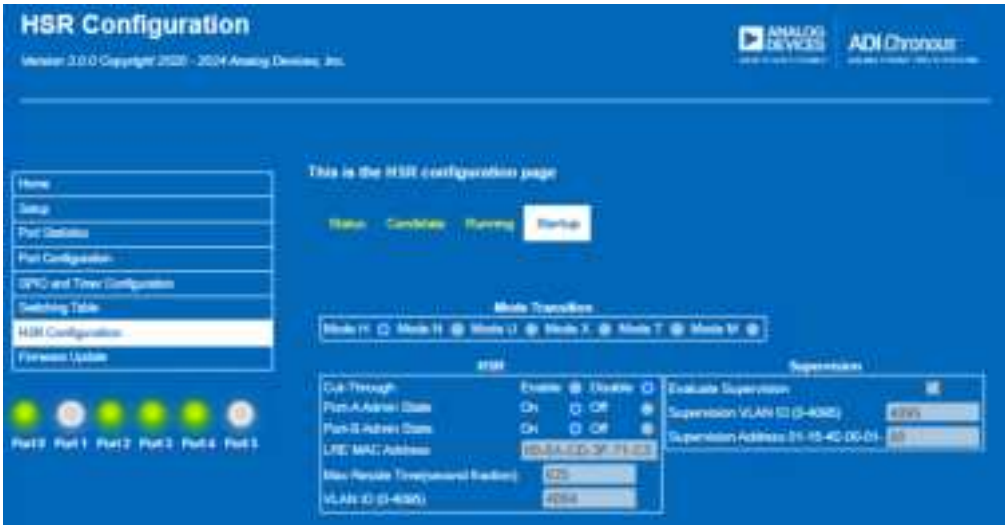 HSR Configuration
Version 3.0.0 Copyright 2020 - 2024 Analog Devices, Inc.
ANALOG
DEVICES
ADI Chronous
This is the HSR configuration page
Home
Setup
Port Statistics
Port Configuration
GPIO and Timer Configuration
Switching Table
HSR Configuration
Firmware Update
Status Candidate Running Startup
Mode Transition
Mode H Mode N Mode U Mode X Mode T Mode M
HSR
Cut-Through Enable Disable
Port-A Admin State On Off
Port-B Admin State On Off
LRE MAC Address
Max Reside Time(second fraction) 625
VLAN ID (0-4095) 4094
Supervision
Evaluate Supervision
Supervision VLAN ID (0-4095) 4095
Supervision Address 01-15-4E-00-01- 00
Port 0 Port 1 Port 2 Port 3 Port 4 Port 5